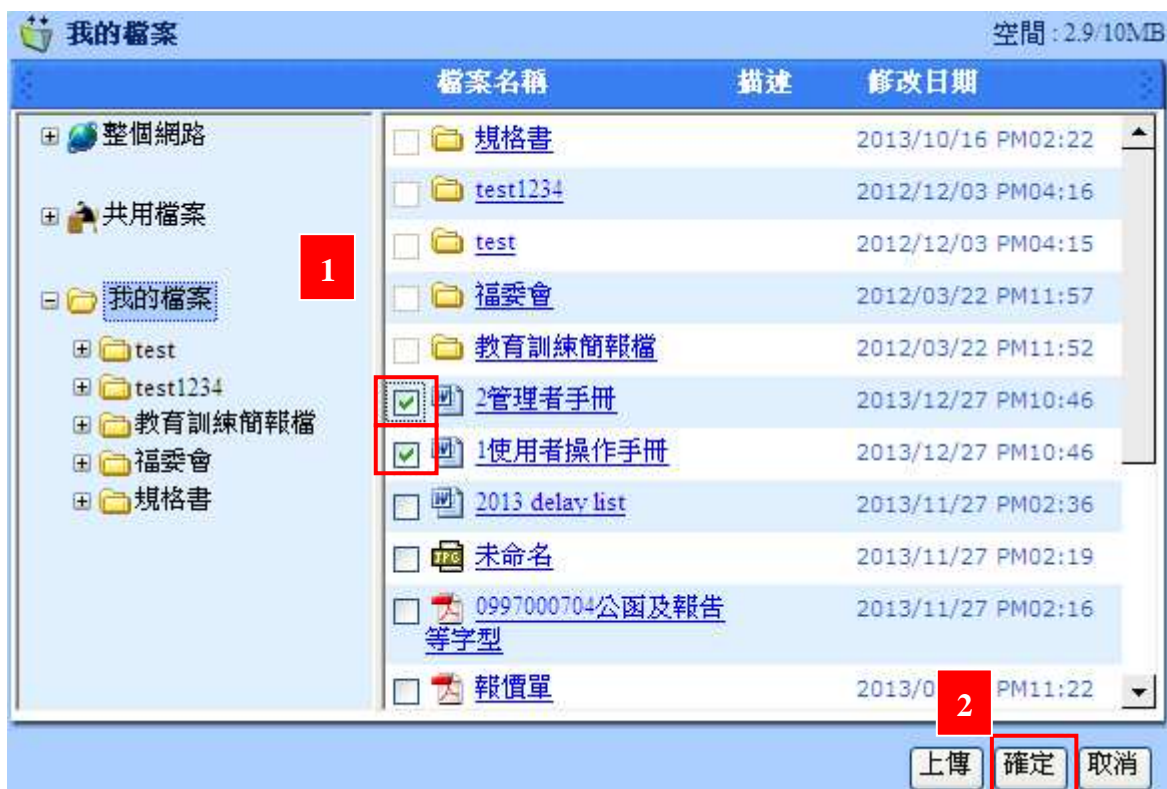 我的檔案
空間 : 2.9/10MB
檔案名稱 描述 修改日期
整個網路
共用檔案
1
我的檔案
test
test1234
教育訓練簡報檔
福委會
規格書
規格書 2013/10/16 PM02:22
test1234 2012/12/03 PM04:16
test 2012/12/03 PM04:15
福委會 2012/03/22 PM11:57
教育訓練簡報檔 2012/03/22 PM11:52
2管理者手冊 2013/12/27 PM10:46
1使用者操作手冊 2013/12/27 PM10:46
2013 delay list 2013/11/27 PM02:36
未命名 2013/11/27 PM02:19
0997000704公函及報告 2013/11/27 PM02:16
等字型
報價單 2013/0 PM11:22
2
上傳 確定 取消